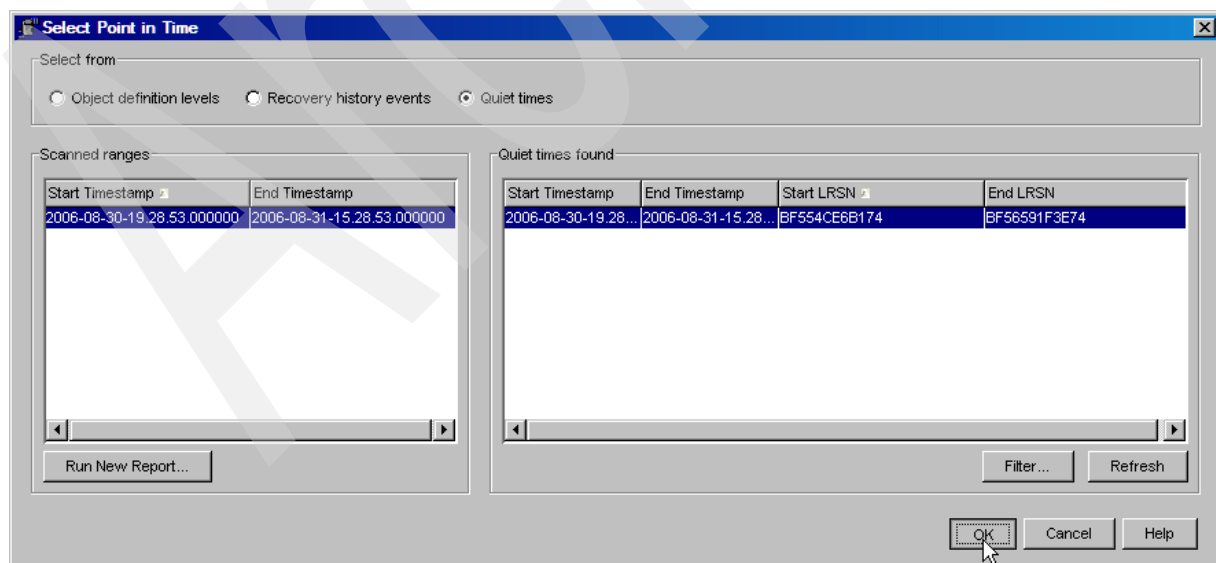 Select Point in Time
Select from
Object definition levels Recovery history events Quiet times
Scanned ranges
Start Timestamp End Timestamp
2006-08-30-19.28.53.000000 2006-08-31-15.28.53.000000
Run New Report...
Quiet times found
Start Timestamp End Timestamp Start LRSN End LRSN
2006-08-30-19.28... 2006-08-31-15.28... BF554CE6B174 BF56591F3E74
Filter... Refresh
OK Cancel Help